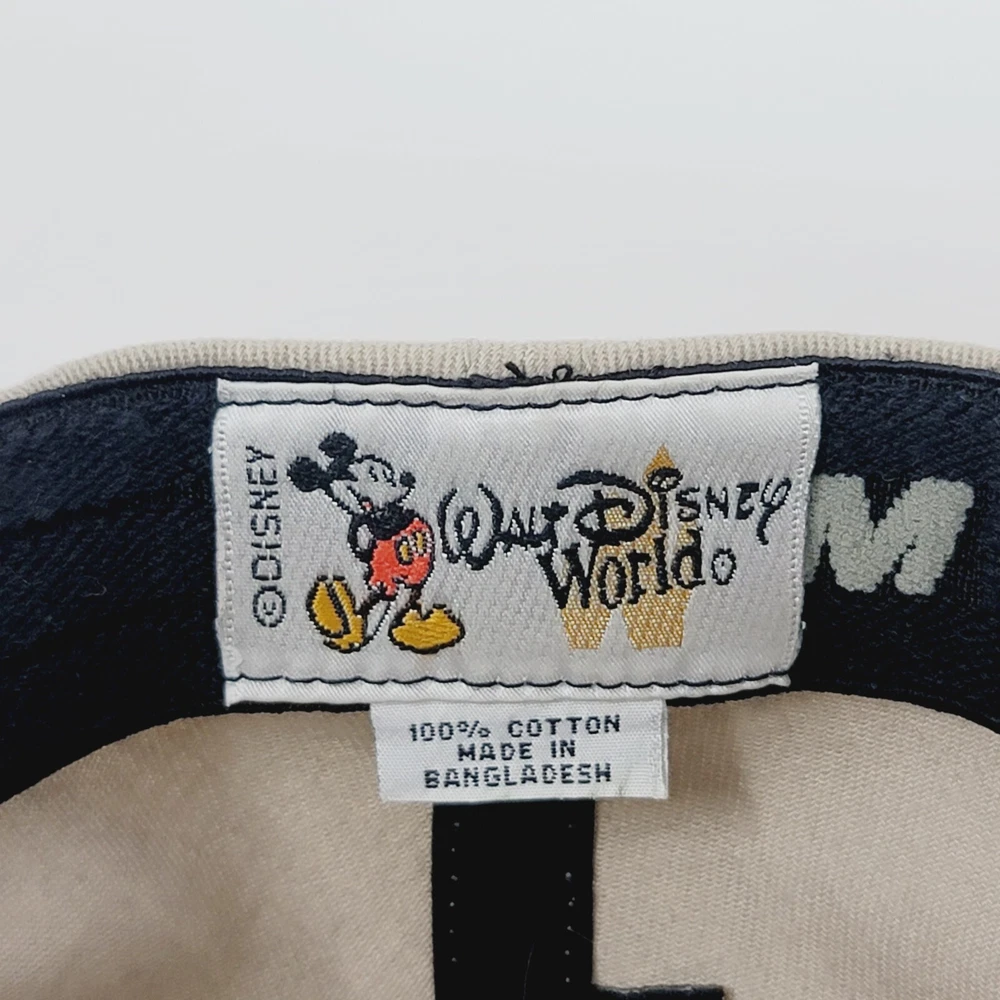 ©DISNEY
WALT DISNEY
World
100% COTTON
MADE IN
BANGLADESH
M